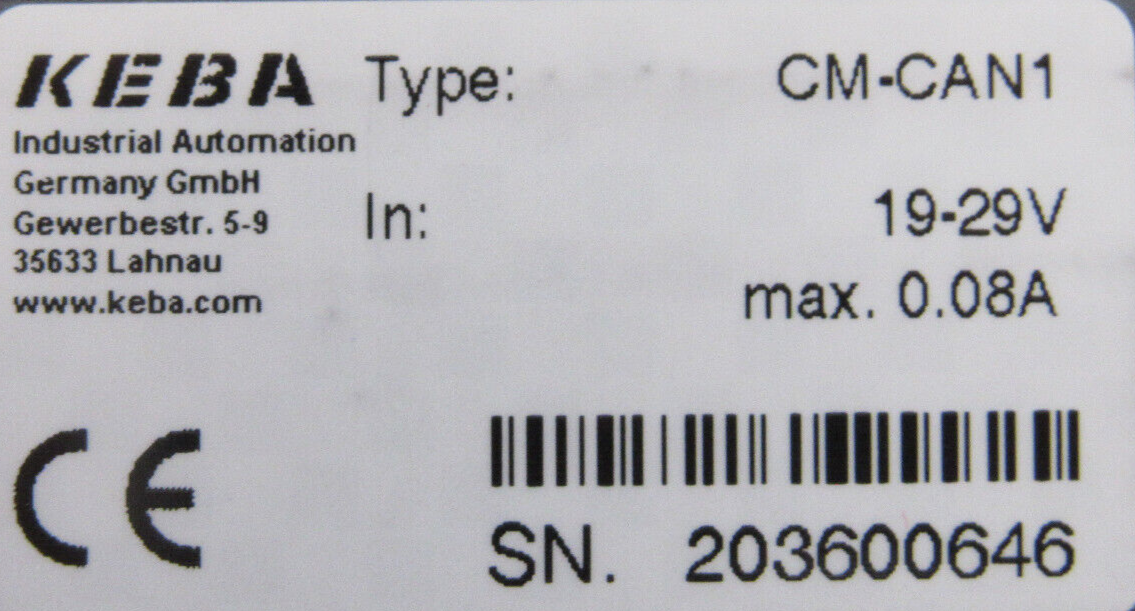 KEBA
Industrial Automation
Germany GmbH
Gewerbestr. 5-9
35633 Lahnau
www.keba.com
Type: CM-CAN1
In: 19-29V
max. 0.08A
CE
SN. 203600646